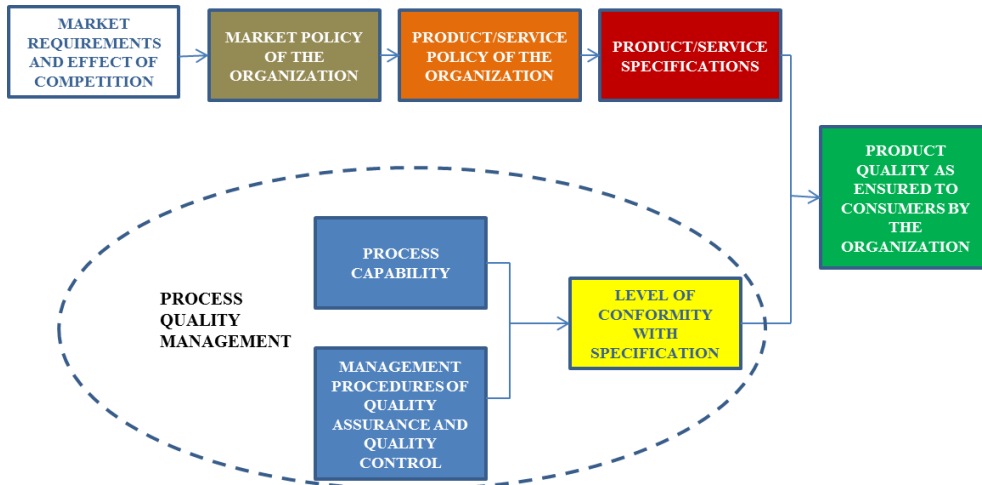 MARKET
REQUIREMENTS
AND EFFECT OF
COMPETITION
MARKET POLICY
OF THE
ORGANIZATION
PRODUCT/SERVICE
POLICY OF THE
ORGANIZATION
PRODUCT/SERVICE
SPECIFICATIONS
PRODUCT
QUALITY AS
ENSURED TO
CONSUMERS BY
THE
ORGANIZATION
PROCESS
CAPABILITY
PROCESS
QUALITY
MANAGEMENT
LEVEL OF
CONFORMITY
WITH
SPECIFICATION
MANAGEMENT
PROCEDURES OF
QUALITY
ASSURANCE AND
QUALITY
CONTROL